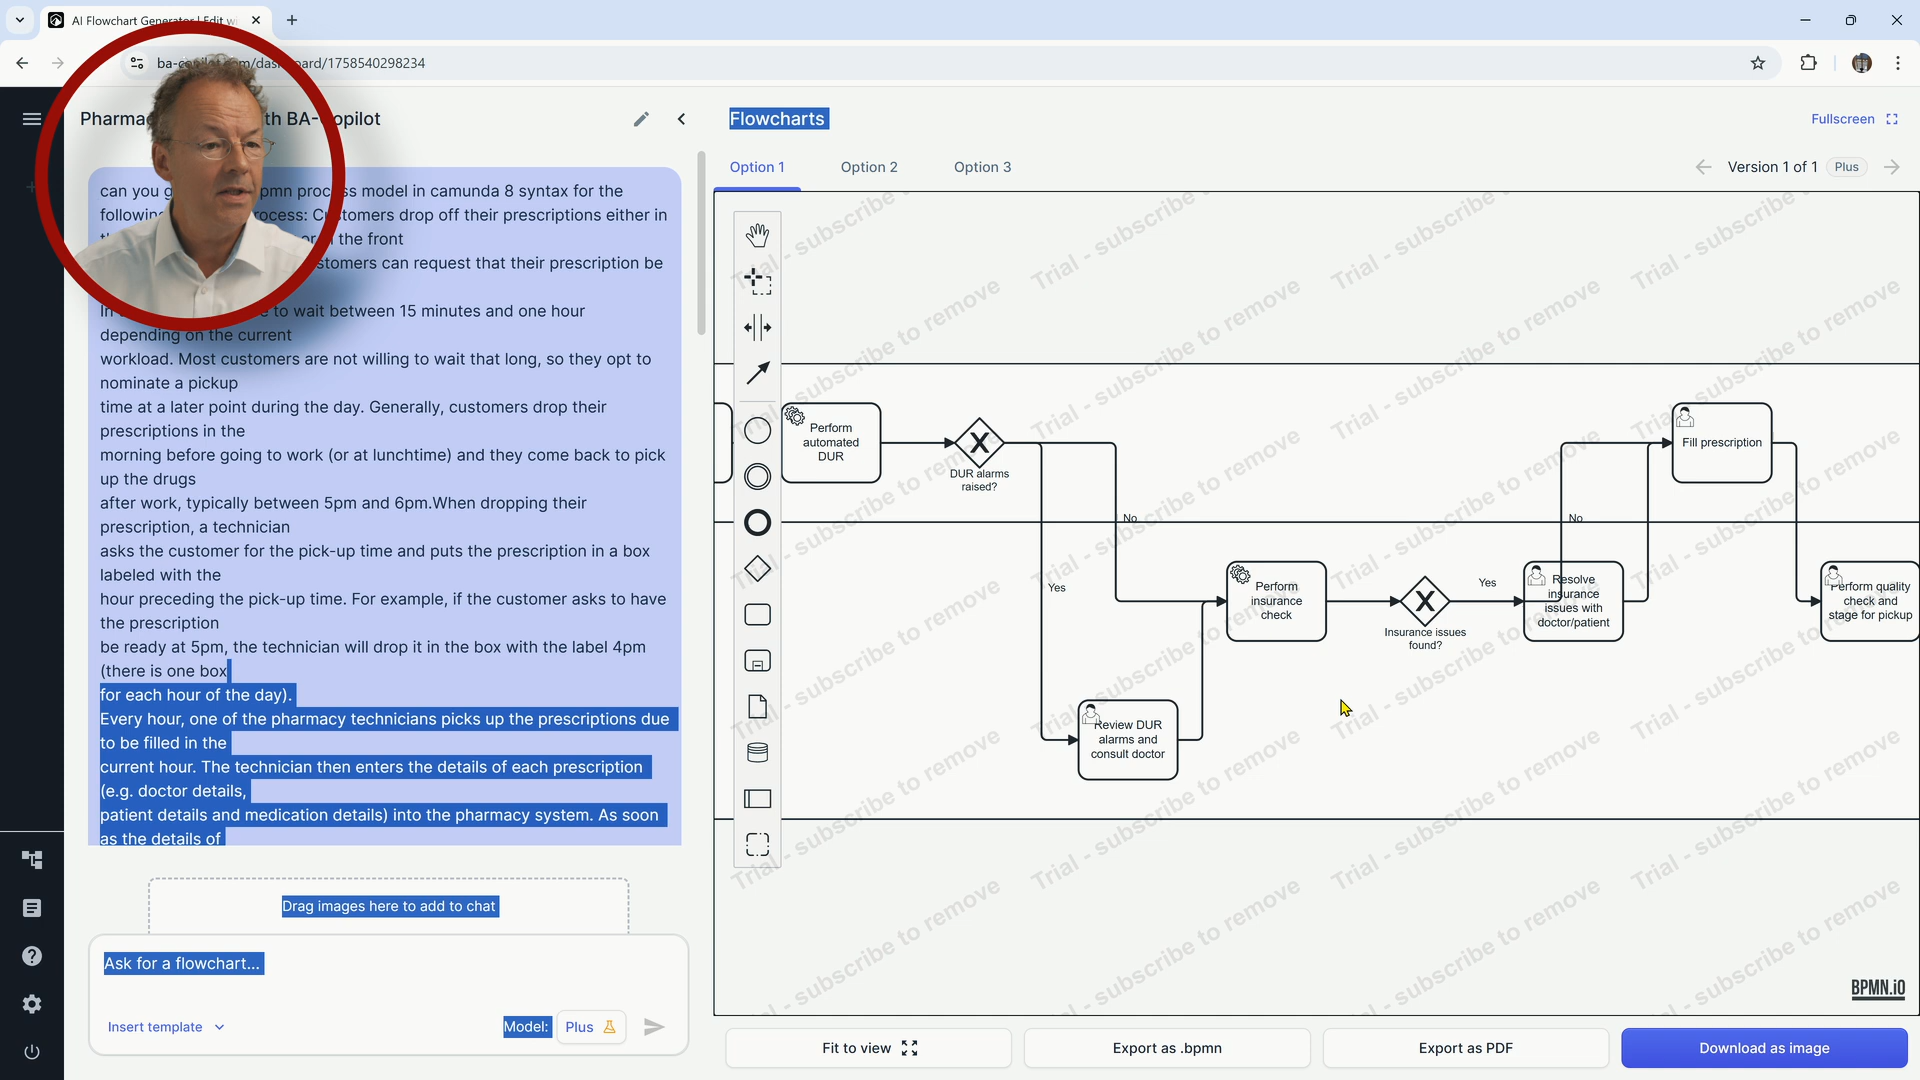 AI Flowchart Generator | Edit w
ba-copilot.com/dashboard/1758540298234
Pharma
th BA-Copilot
can you g
pmn process model in camunda 8 syntax for the
following
rocess: Customers drop off their prescriptions either in
the front
stomers can request that their prescription be
to wait between 15 minutes and one hour
depending on the current
workload. Most customers are not willing to wait that long, so they opt to
nominate a pickup
time at a later point during the day. Generally, customers drop their
prescriptions in the
morning before going to work (or at lunchtime) and they come back to pick
up the drugs
after work, typically between 5pm and 6pm.When dropping their
prescription, a technician
asks the customer for the pick-up time and puts the prescription in a box
labeled with the
hour preceding the pick-up time. For example, if the customer asks to have
the prescription
be ready at 5pm, the technician will drop it in the box with the label 4pm
(there is one box
for each hour of the day).
Every hour, one of the pharmacy technicians picks up the prescriptions due
to be filled in the
current hour. The technician then enters the details of each prescription
(e.g. doctor details,
patient details and medication details) into the pharmacy system. As soon
as the details of
Drag images here to add to chat
Ask for a flowchart...
Insert template
Model:
Plus
Flowcharts
Fullscreen
Option 1
Option 2
Option 3
Version 1 of 1
Plus
Perform
automated
DUR
DUR alarms
raised?
No
Yes
Review DUR
alarms and
consult doctor
Perform
insurance
check
Insurance issues
found?
Yes
No
Resolve
insurance
issues with
doctor/patient
Fill prescription
Perform quality
check and
stage for pickup
Trial - subscribe to remove
BPMN.iO
Fit to view
Export as .bpmn
Export as PDF
Download as image